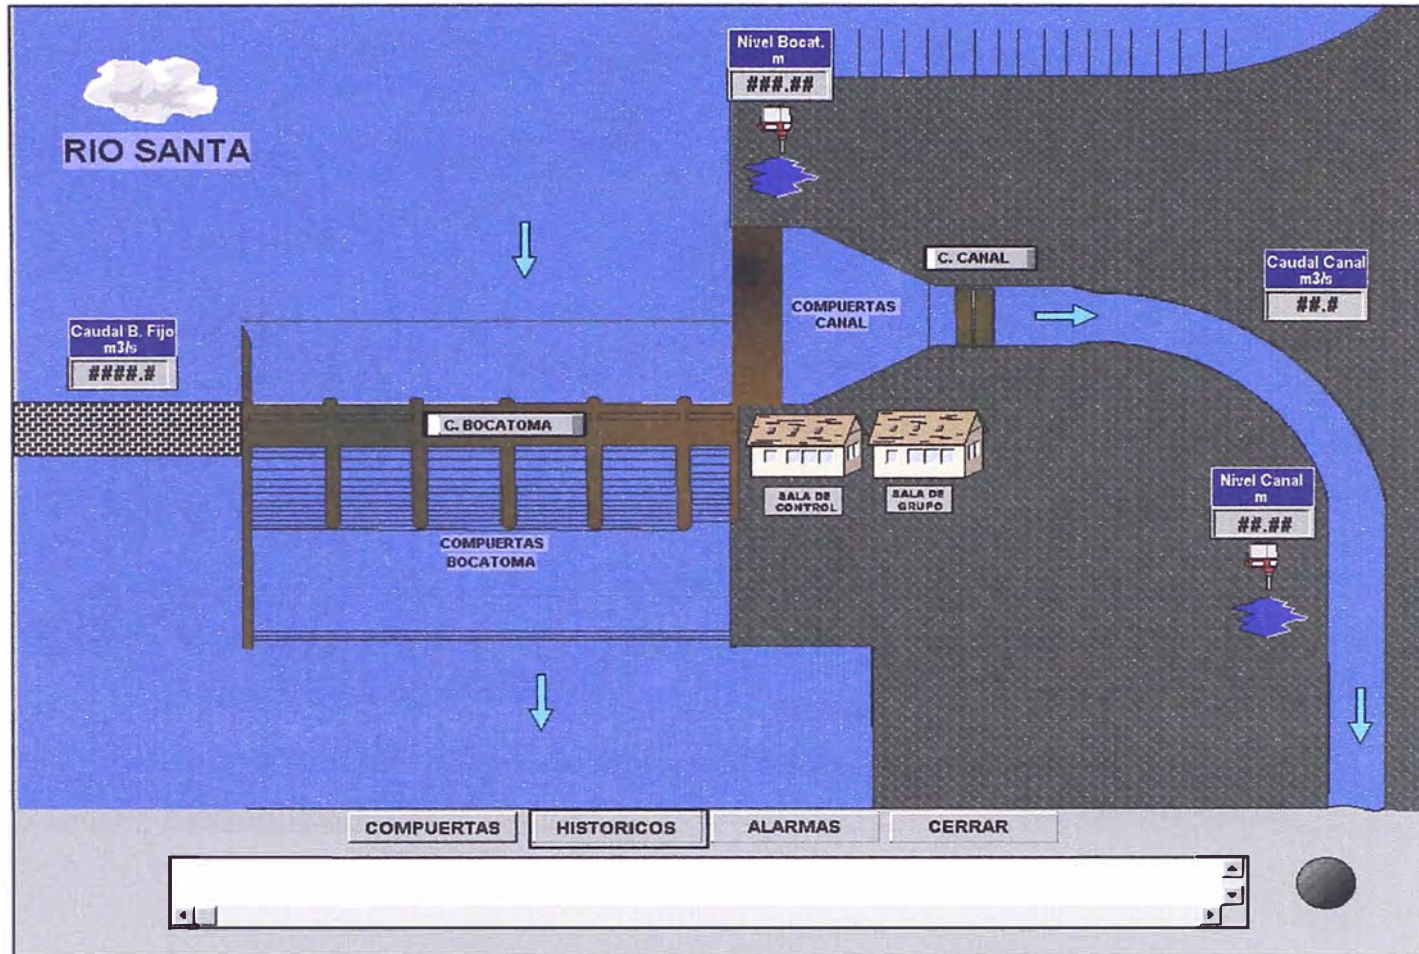 Nivel Bocat.
m
###.##
RIO SANTA
C. CANAL
Caudal Canal
m3/s
##.#
COMPUERTAS
CANAL
Caudal B. Fijo
m3/s
####.#
C. BOCATOMA
SALA DE
CONTROL
SALA DE
GRUPO
Nivel Canal
m
##.##
COMPUERTAS
BOCATOMA
COMPUERTAS
HISTORICOS
ALARMAS
CERRAR